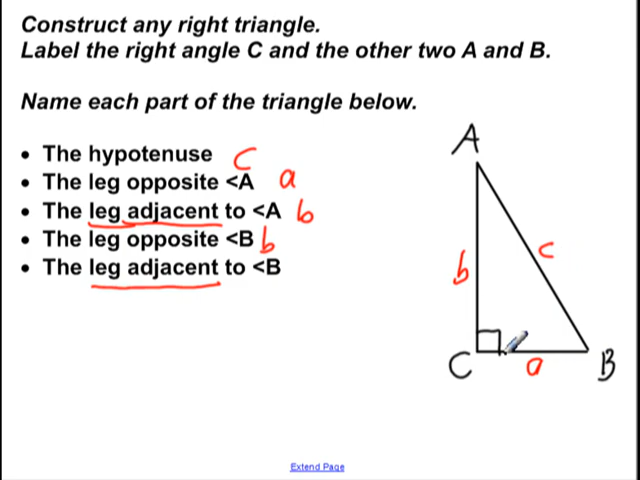 Construct any right triangle.
Label the right angle C and the other two A and B.
Name each part of the triangle below.
• The hypotenuse c
• The leg opposite <A a
• The leg adjacent to <A b
• The leg opposite <B b
• The leg adjacent to <B
A
b
c
C
a
B
Extend Page